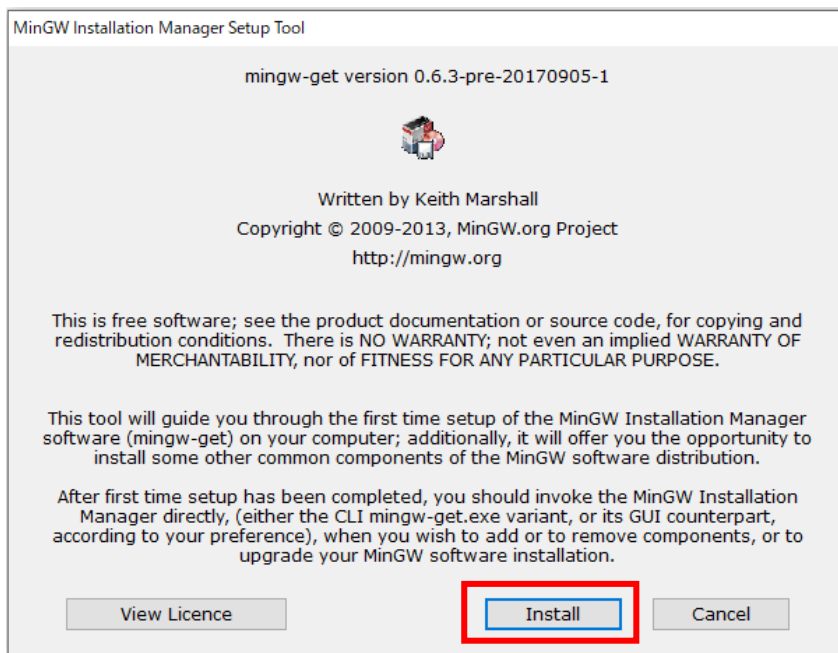 MinGW Installation Manager Setup Tool
mingw-get version 0.6.3-pre-20170905-1
Written by Keith Marshall
Copyright © 2009-2013, MinGW.org Project
http://mingw.org
This is free software; see the product documentation or source code, for copying and
redistribution conditions.  There is NO WARRANTY; not even an implied WARRANTY OF
MERCHANTABILITY, nor of FITNESS FOR ANY PARTICULAR PURPOSE.
This tool will guide you through the first time setup of the MinGW Installation Manager
software (mingw-get) on your computer; additionally, it will offer you the opportunity to
install some other common components of the MinGW software distribution.
After first time setup has been completed, you should invoke the MinGW Installation
Manager directly, (either the CLI mingw-get.exe variant, or its GUI counterpart,
according to your preference), when you wish to add or to remove components, or to
upgrade your MinGW software installation.
View Licence Install Cancel